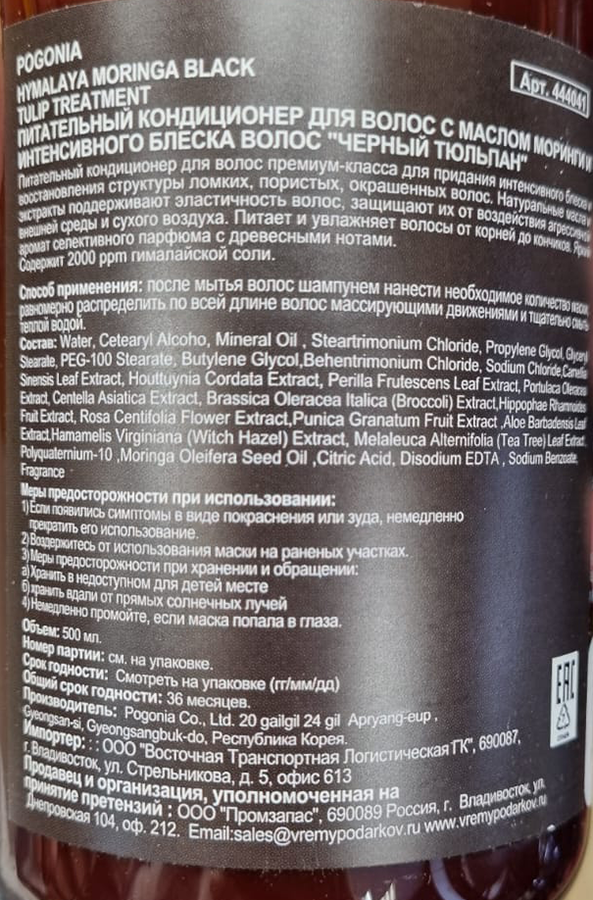 POGONIA
HYMALAYA MORINGA BLACK
TULIP TREATMENT
Арт. 444041
ПИТАТЕЛЬНЫЙ КОНДИЦИОНЕР ДЛЯ ВОЛОС С МАСЛОМ МОРИНГИ И
ИНТЕНСИВНОГО БЛЕСКА ВОЛОС "ЧЕРНЫЙ ТЮЛЬПАН"
Питательный кондиционер для волос премиум-класса для придания интенсивного блеска и
восстановления структуры ломких, пористых, окрашенных волос. Натуральные масла и
экстракты поддерживают эластичность волос, защищают их от воздействия агрессивной
внешней среды и сухого воздуха. Питает и увлажняет волосы от корней до кончиков. Яркий
аромат селективного парфюма с древесными нотами.
Содержит 2000 ppm гималайской соли.
Способ применения: после мытья волос шампунем нанести необходимое количество маски,
равномерно распределить по всей длине волос массирующими движениями и тщательно смыть
теплой водой.
Состав: Water, Cetearyl Alcoho, Mineral Oil , Steartrimonium Chloride, Propylene Glycol, Glyceryl
Stearate, PEG-100 Stearate, Butylene Glycol,Behentrimonium Chloride, Sodium Chloride,Camellia
Sinensis Leaf Extract, Houttuynia Cordata Extract, Perilla Frutescens Leaf Extract, Portulaca Oleracea
Extract, Centella Asiatica Extract, Brassica Oleracea Italica (Broccoli) Extract,Hippophae Rhamnoides
Fruit Extract, Rosa Centifolia Flower Extract,Punica Granatum Fruit Extract ,Aloe Barbadensis Leaf
Extract,Hamamelis Virginiana (Witch Hazel) Extract, Melaleuca Alternifolia (Tea Tree) Leaf Extract,
Polyquaternium-10 ,Moringa Oleifera Seed Oil ,Citric Acid, Disodium EDTA , Sodium Benzoate,
Fragrance
Меры предосторожности при использовании:
1)Если появились симптомы в виде покраснения или зуда, немедленно
прекратить его использование.
2)Воздержитесь от использования маски на раненых участках.
3)Меры предосторожности при хранении и обращении:
а)Хранить в недоступном для детей месте
б)хранить вдали от прямых солнечных лучей
4)Немедленно промойте, если маска попала в глаза.
Объем: 500 мл.
Номер партии: см. на упаковке.
Срок годности: Смотреть на упаковке (гг/мм/дд)
Общий срок годности: 36 месяцев.
Производитель: Pogonia Co., Ltd. 20 gailgil 24 gil Apryang-eup ,
Gyeongsan-si, Gyeongsangbuk-do, Республика Корея.
Импортер: : : ООО "Восточная Транспортная Логистическая ГК", 690087,
г. Владивосток, ул. Стрельникова, д. 5, офис 613
Продавец и организация, уполномоченная на
принятие претензий : ООО "Промзапас", 690089 Россия, г. Владивосток, ул.
Днепровская 104, оф. 212. Email:sales@vremypodarkov.ru www.vremypodarkov.ru
EAC